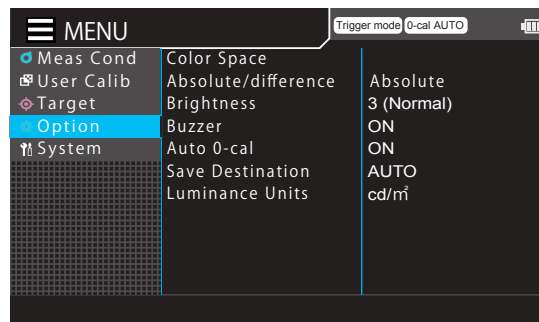 MENU
Trigger mode 0-cal AUTO
Meas Cond
User Calib
Target
Option
System
Color Space
Absolute/difference Absolute
Brightness 3 (Normal)
Buzzer ON
Auto 0-cal ON
Save Destination AUTO
Luminance Units cd/㎡